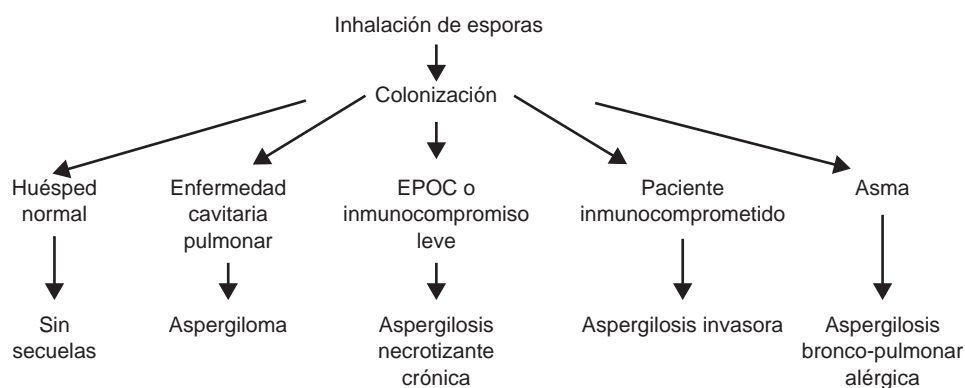 Inhalación de esporas
Colonización
Huésped
normal
Enfermedad
cavitaria
pulmonar
EPOC o
inmunocompromiso
leve
Paciente
inmunocomprometido
Asma
Sin
secuelas
Aspergiloma
Aspergilosis
necrotizante
crónica
Aspergilosis invasora
Aspergilosis
bronco-pulmonar
alérgica